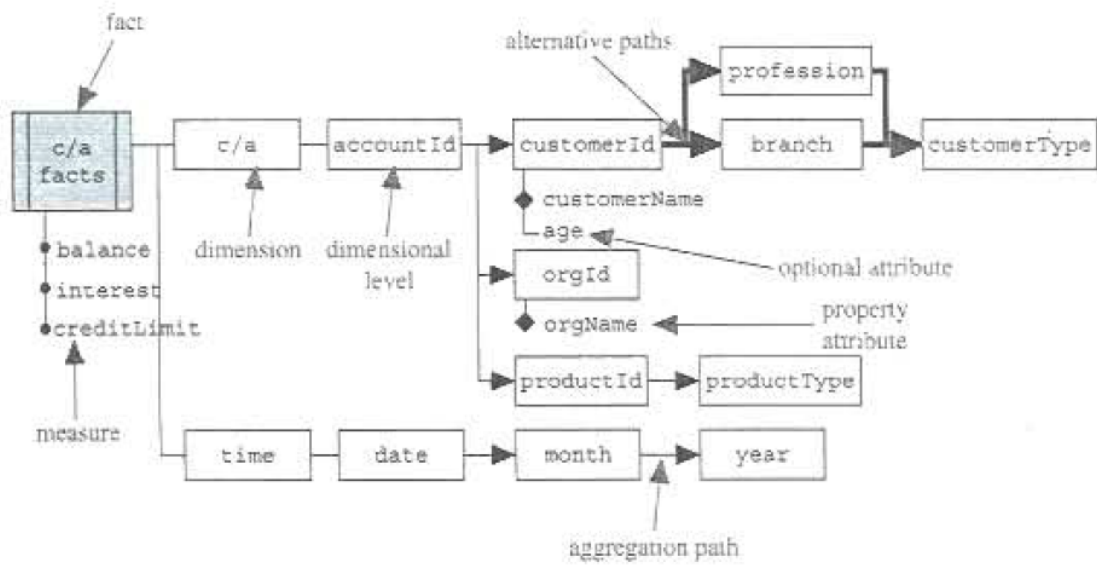 fact
alternative paths
profession
c/a
facts
c/a
accountId
customerId
branch
customerType
customerName
balance
dimension
dimensional
level
age
optional attribute
interest
orgId
creditLimit
orgName
property
attribute
productId
productType
measure
time
date
month
year
aggregation path